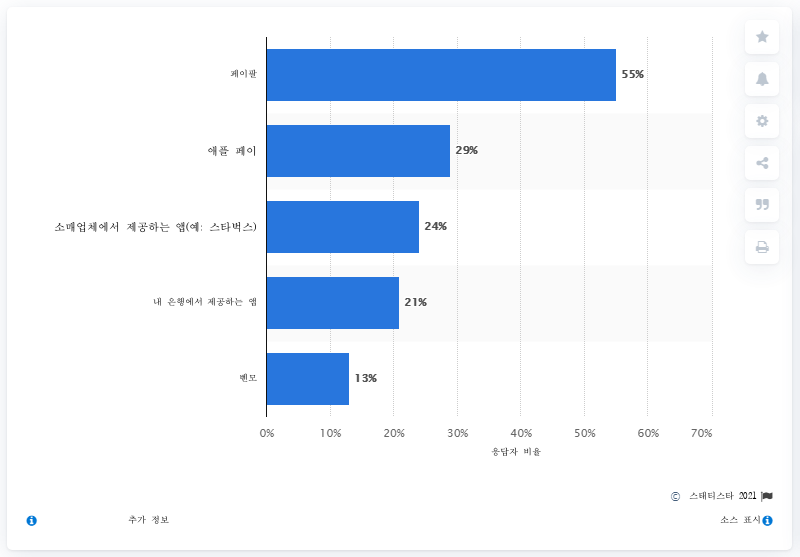 페이팔
55%
애플 페이
29%
소매업체에서 제공하는 앱(예: 스타벅스)
24%
내 은행에서 제공하는 앱
21%
벤모
13%
0% 10% 20% 30% 40% 50% 60% 70%
응답자 비율
© 스태티스타 2021
추가 정보
소스 표시